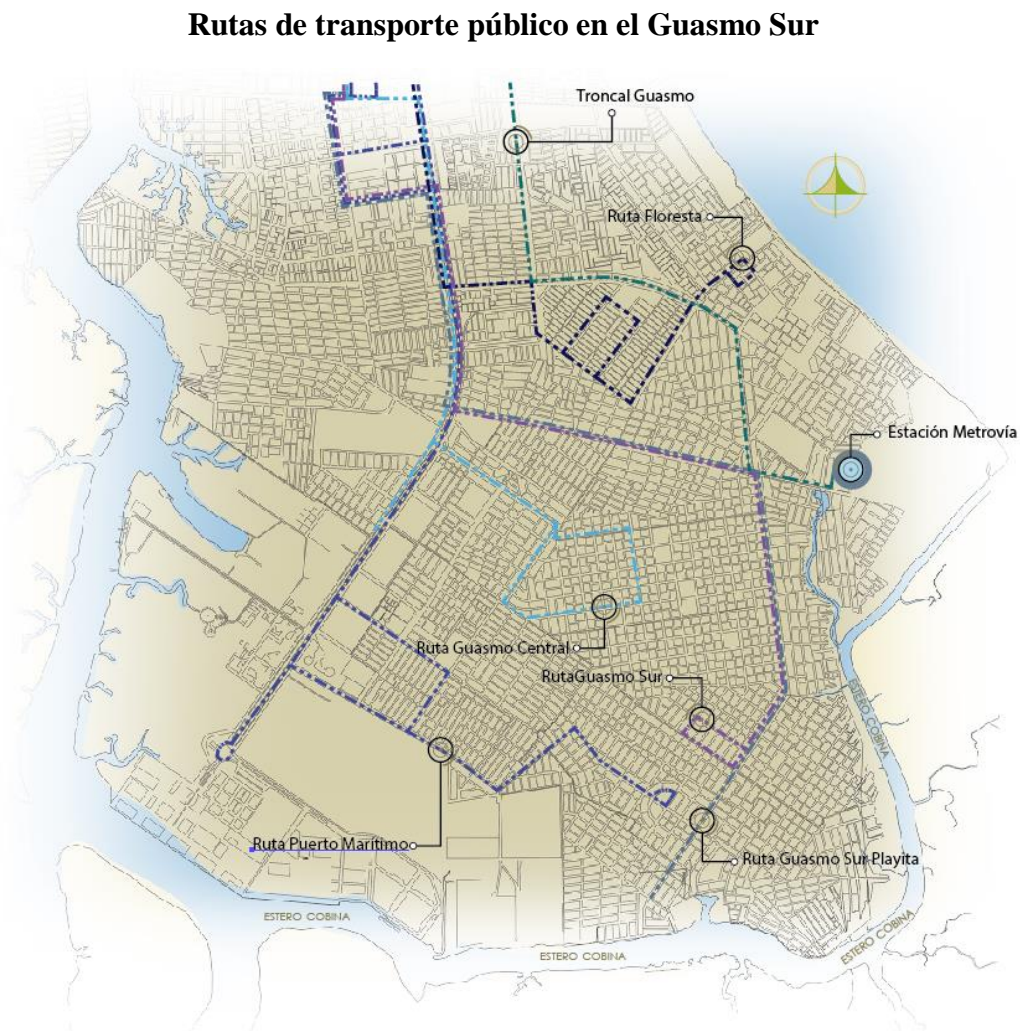 Rutas de transporte público en el Guasmo Sur
Troncal Guasmo
Ruta Floresta
Estación Metrovía
Ruta Guasmo Central
RutaGuasmo Sur
ESTERO COBINA
Ruta Puerto Marítimo
Ruta Guasmo Sur Playita
ESTERO COBINA
ESTERO COBINA
ESTERO COBINA